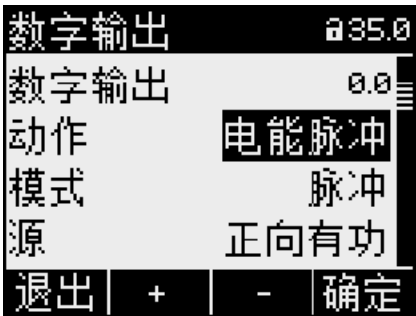 数字输出 35.0
数字输出 0.0
动作 电能脉冲
模式 脉冲
源 正向有功
退出 + - 确定